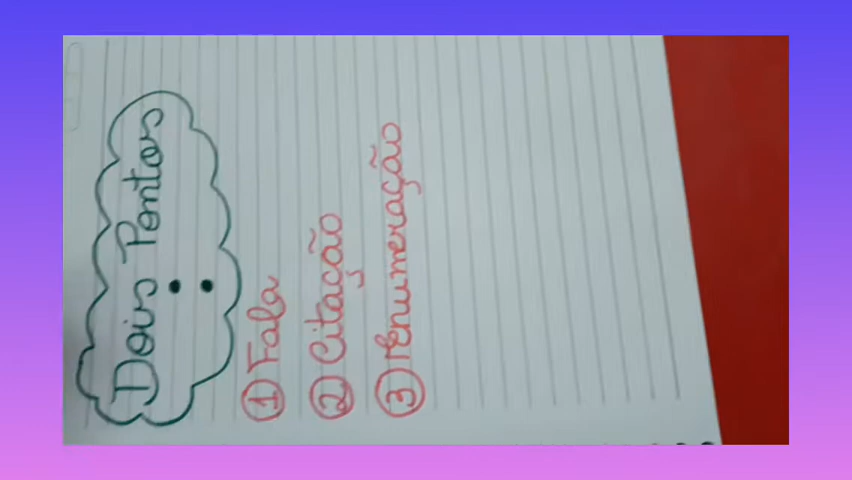 Dois Pontos
:
① Fala
② Citação
③ Enumeração